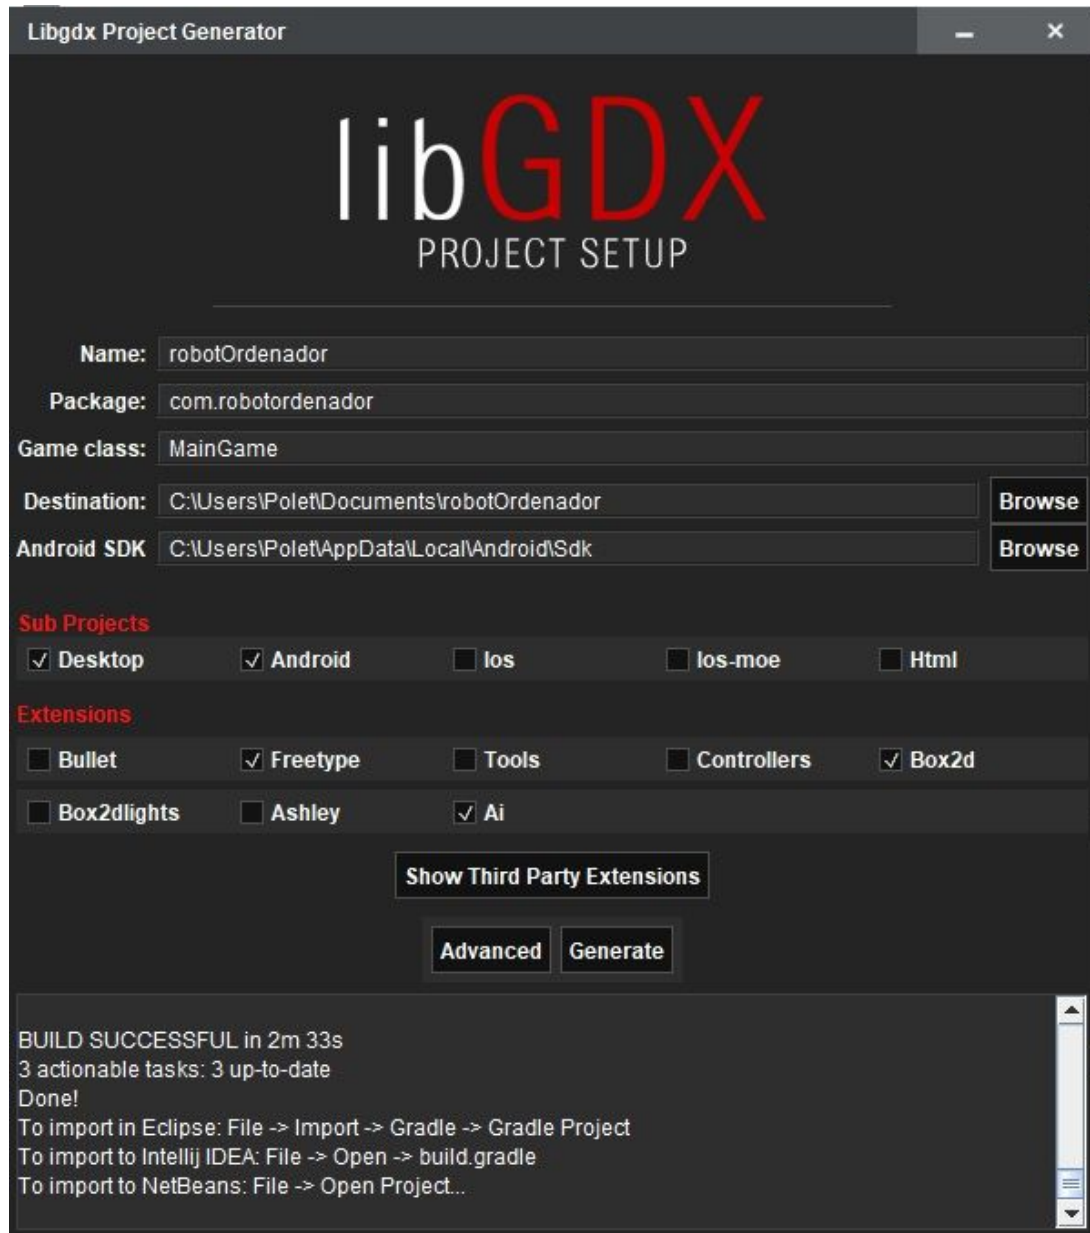 Libgdx Project Generator
libGDX
PROJECT SETUP
Name: robotOrdenador
Package: com.robotordenador
Game class: MainGame
Destination: C:\Users\Polet\Documents\robotOrdenador Browse
Android SDK C:\Users\Polet\AppData\Local\Android\Sdk Browse
Sub Projects
Desktop Android Ios Ios-moe Html
Extensions
Bullet Freetype Tools Controllers Box2d
Box2dlights Ashley Ai
Show Third Party Extensions
Advanced Generate
BUILD SUCCESSFUL in 2m 33s
3 actionable tasks: 3 up-to-date
Done!
To import in Eclipse: File -> Import -> Gradle -> Gradle Project
To import to Intellij IDEA: File -> Open -> build.gradle
To import to NetBeans: File -> Open Project...